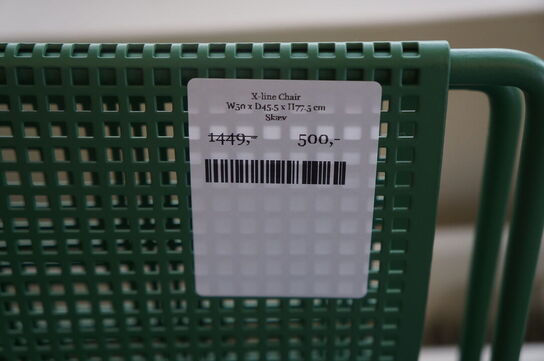 X-line Chair
W50 x D45.5 x H77.5 cm
Skæv
1449,- 500,-